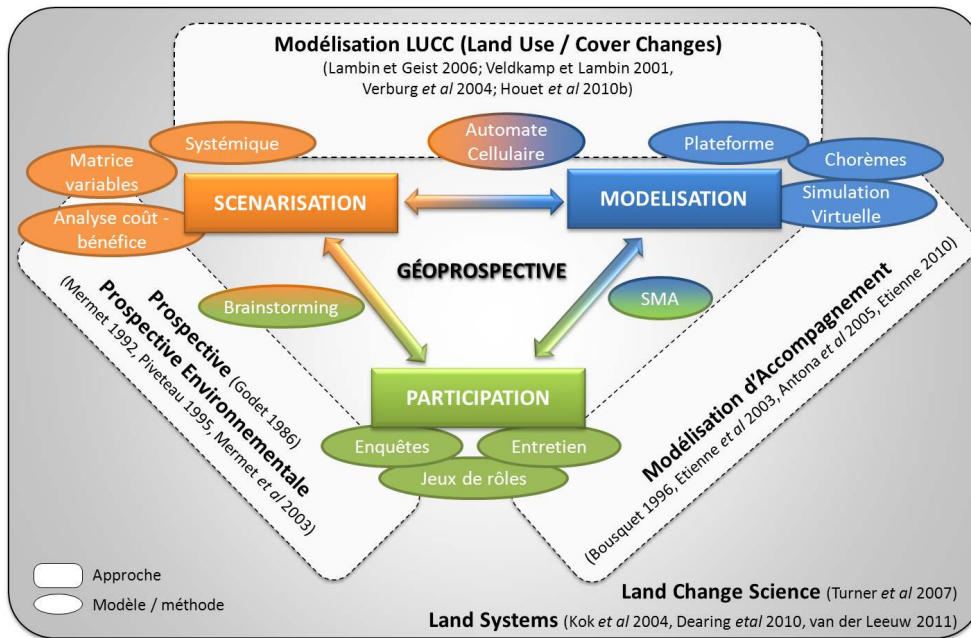 Modélisation LUCC (Land Use / Cover Changes)
(Lambin et Geist 2006; Veldkamp et Lambin 2001,
Verburg et al 2004; Houet et al 2010b)
Systémique
Automate
Cellulaire
Plateforme
Chorèmes
Matrice
variables
Simulation
Virtuelle
Analyse coût -
bénéfice
SCENARISATION
MODELISATION
GÉOPROSPECTIVE
Brainstorming
SMA
PARTICIPATION
Enquêtes
Entretien
Jeux de rôles
Prospective (Godet 1986)
Prospective Environnementale
(Mermet 1992, Piveteau 1995, Mermet et al 2003)
Modélisation d'Accompagnement
(Bousquet 1996, Etienne et al 2003, Antona et al 2005, Etienne 2010)
Approche
Modèle / méthode
Land Change Science (Turner et al 2007)
Land Systems (Kok et al 2004, Dearing etal 2010, van der Leeuw 2011)